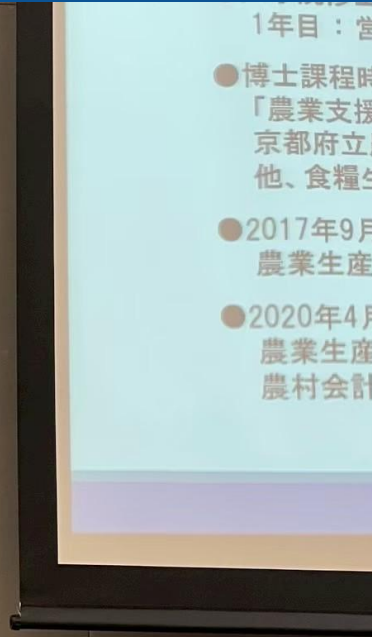 1年目：営
●博士課程時
「農業支援
京都府立
他、食糧生
●2017年9月
農業生産
●2020年4月
農業生産
農村会計